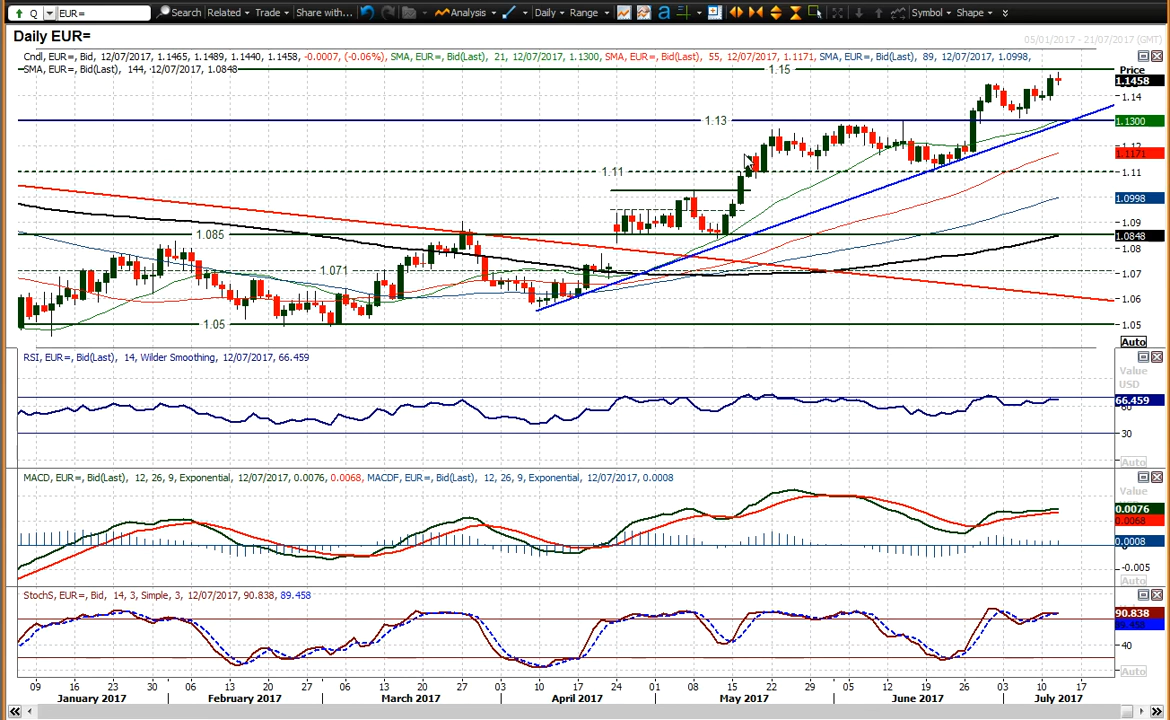 Q EUR= Search Related Trade Share with... Analysis Daily Range Symbol Shape
Daily EUR=
05/01/2017 - 21/07/2017 (GMT)
Cndl, EUR=, Bid, 12/07/2017, 1.1465, 1.1489, 1.1440, 1.1458, -0.0007, (-0.06%), SMA, EUR=, Bid(Last), 21, 12/07/2017, 1.1300, SMA, EUR=, Bid(Last), 55, 12/07/2017, 1.1171, SMA, EUR=, Bid(Last), 89, 12/07/2017, 1.0998,
SMA, EUR=, Bid(Last), 144, 12/07/2017, 1.0848
1.15
Price
1.1458
1.14
1.13
1.1300
1.12
1.1171
1.11
1.11
1.0998
1.09
1.085
1.0848
1.08
1.071
1.07
1.06
1.05
1.05
Auto
RSI, EUR=, Bid(Last), 14, Wilder Smoothing, 12/07/2017, 66.459
Value
USD
66.459
60
30
Auto
MACD, EUR=, Bid(Last), 12, 26, 9, Exponential, 12/07/2017, 0.0076, 0.0068, MACDF, EUR=, Bid(Last), 12, 26, 9, Exponential, 12/07/2017, 0.0008
Value
USD
0.0076
0.0068
0.0008
-0.005
Auto
StochS, EUR=, Bid, 14, 3, Simple, 3, 12/07/2017, 90.838, 89.458
90.838
89.458
40
Auto
09 16 23 30 06 13 20 27 06 13 20 27 03 10 17 24 01 08 15 22 29 05 12 19 26 03 10 17
January 2017 February 2017 March 2017 April 2017 May 2017 June 2017 July 2017